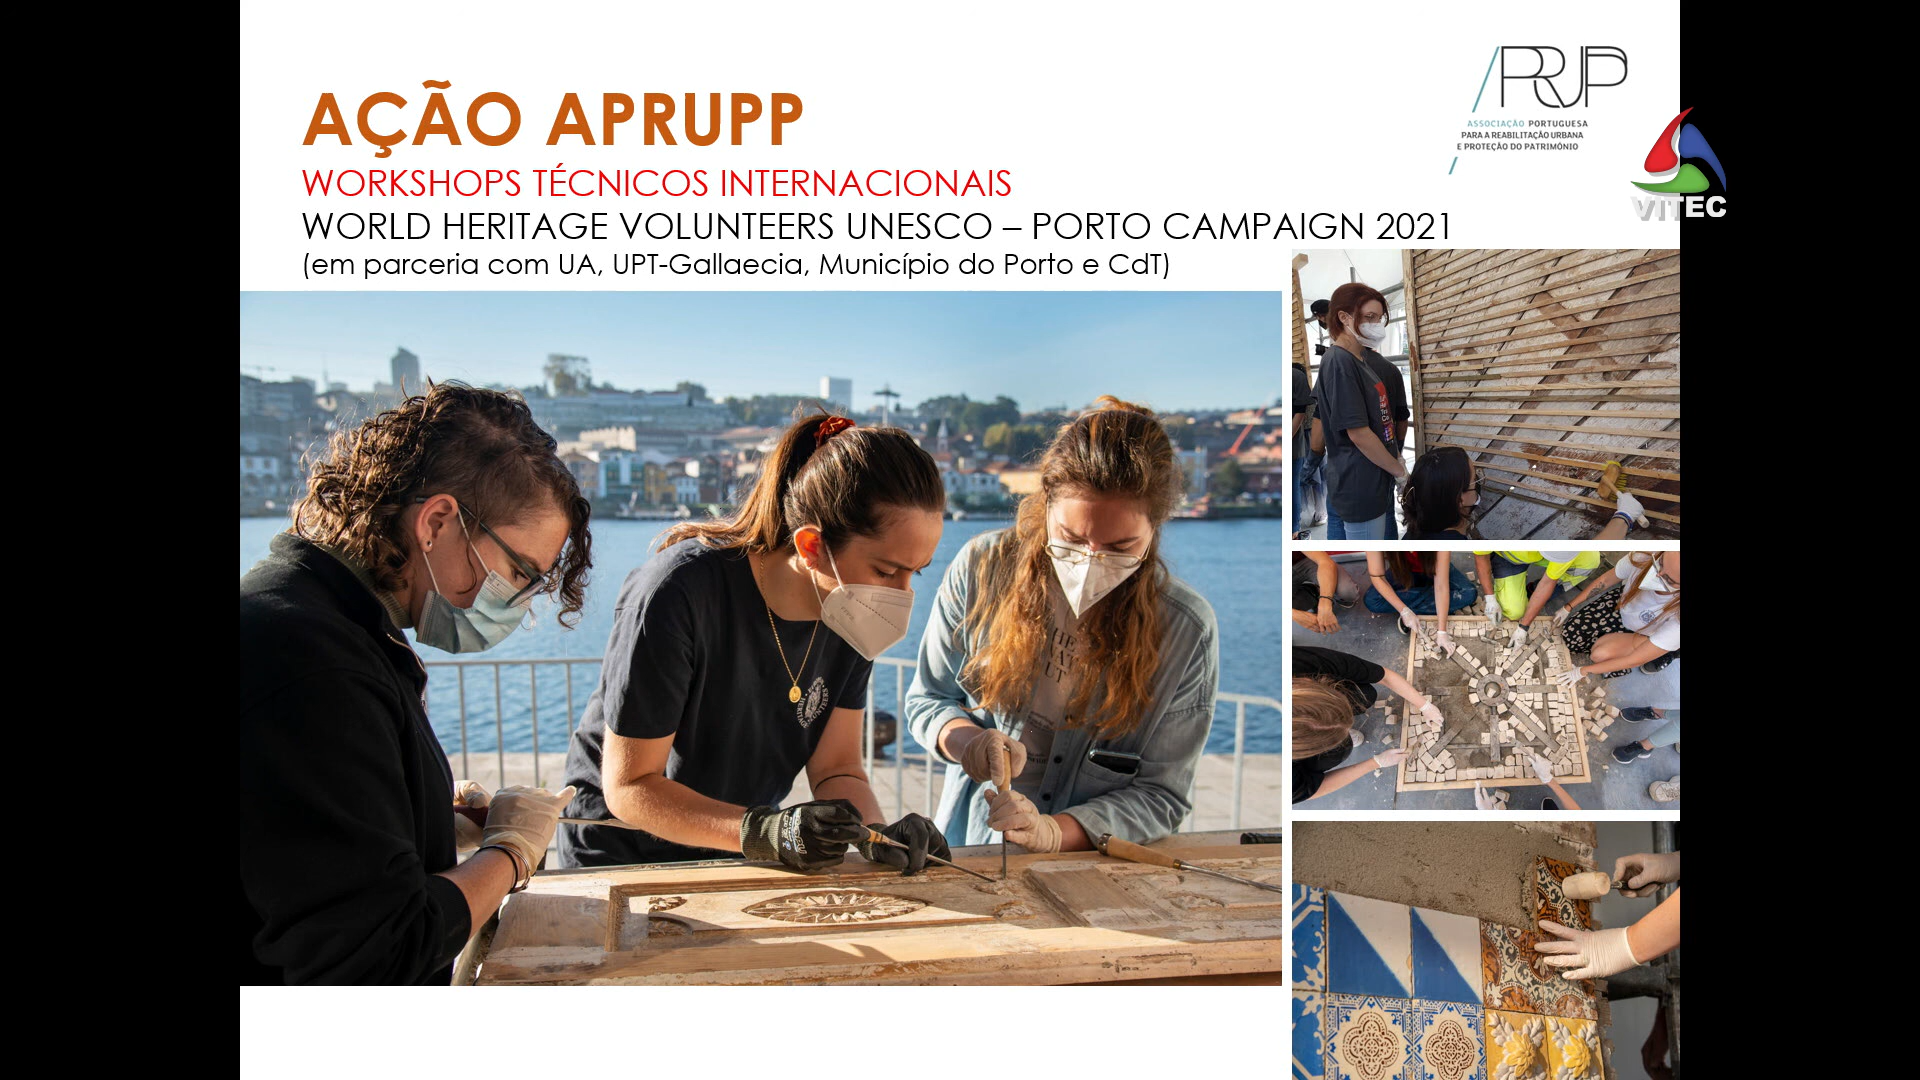 AÇÃO APRUPP
WORKSHOPS TÉCNICOS INTERNACIONAIS
WORLD HERITAGE VOLUNTEERS UNESCO – PORTO CAMPAIGN 2021
(em parceria com UA, UPT-Gallaecia, Município do Porto e CdT)
PRUP
ASSOCIAÇÃO PORTUGUESA
PARA A REABILITAÇÃO URBANA
E PROTEÇÃO DO PATRIMÓNIO
VITEC